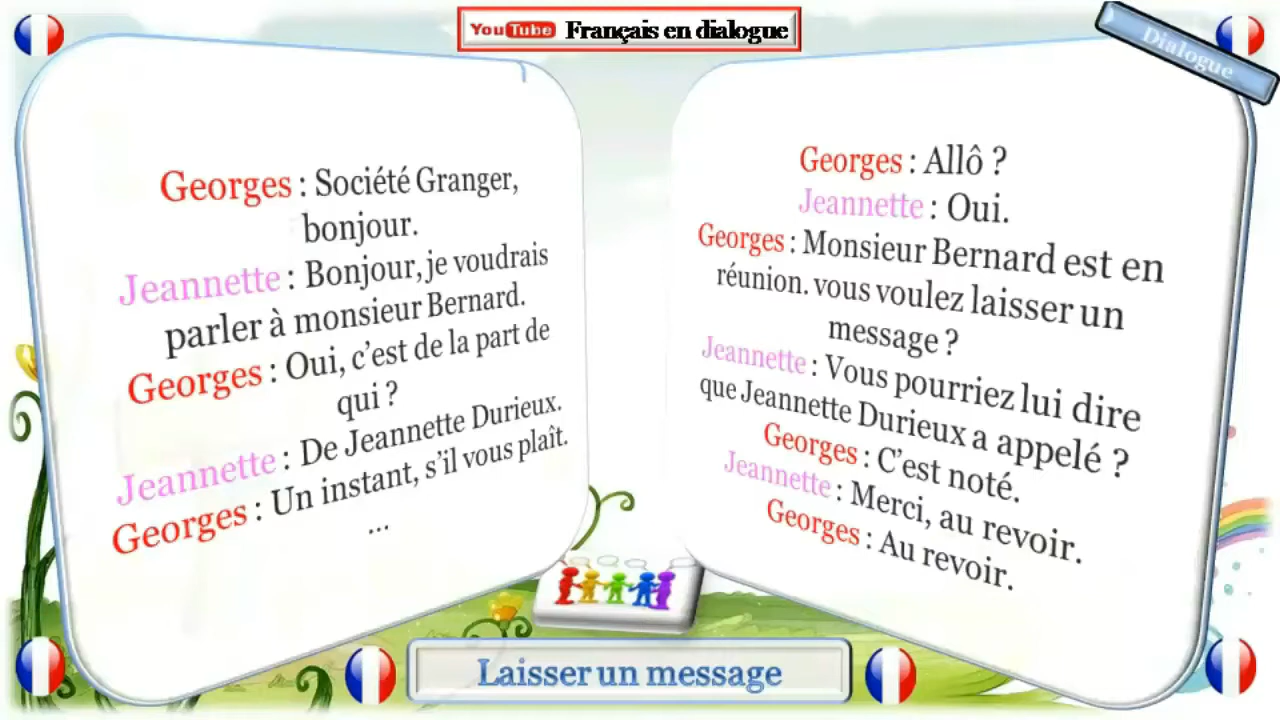 YouTube Français en dialogue
Dialogue
Georges : Société Granger,
bonjour.
Jeannette : Bonjour, je voudrais
parler à monsieur Bernard.
Georges : Oui, c’est de la part de
qui ?
Jeannette : De Jeannette Durieux.
Georges : Un instant, s’il vous plaît.
...
Georges : Allô ?
Jeannette : Oui.
Georges : Monsieur Bernard est en
réunion. vous voulez laisser un
message ?
Jeannette : Vous pourriez lui dire
que Jeannette Durieux a appelé ?
Georges : C’est noté.
Jeannette : Merci, au revoir.
Georges : Au revoir.
Laisser un message